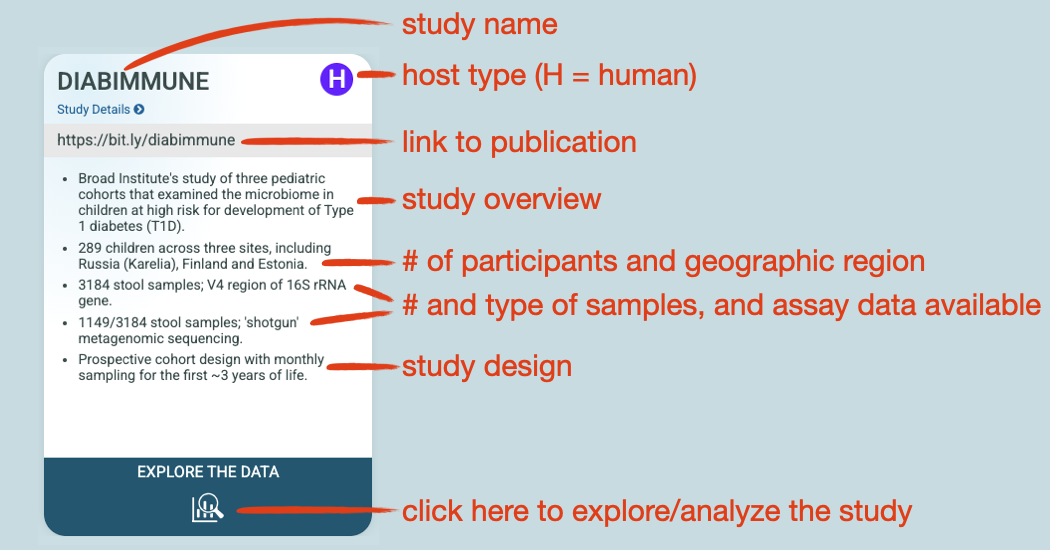 study name
DIABIMMUNE
H
host type (H = human)
Study Details
https://bit.ly/diabimmune
link to publication
• Broad Institute's study of three pediatric
cohorts that examined the microbiome in
children at high risk for development of Type
1 diabetes (T1D).
study overview
• 289 children across three sites, including
Russia (Karelia), Finland and Estonia.
# of participants and geographic region
• 3184 stool samples; V4 region of 16S rRNA
gene.
# and type of samples, and assay data available
• 1149/3184 stool samples; 'shotgun'
metagenomic sequencing.
• Prospective cohort design with monthly
sampling for the first ~3 years of life.
study design
EXPLORE THE DATA
click here to explore/analyze the study